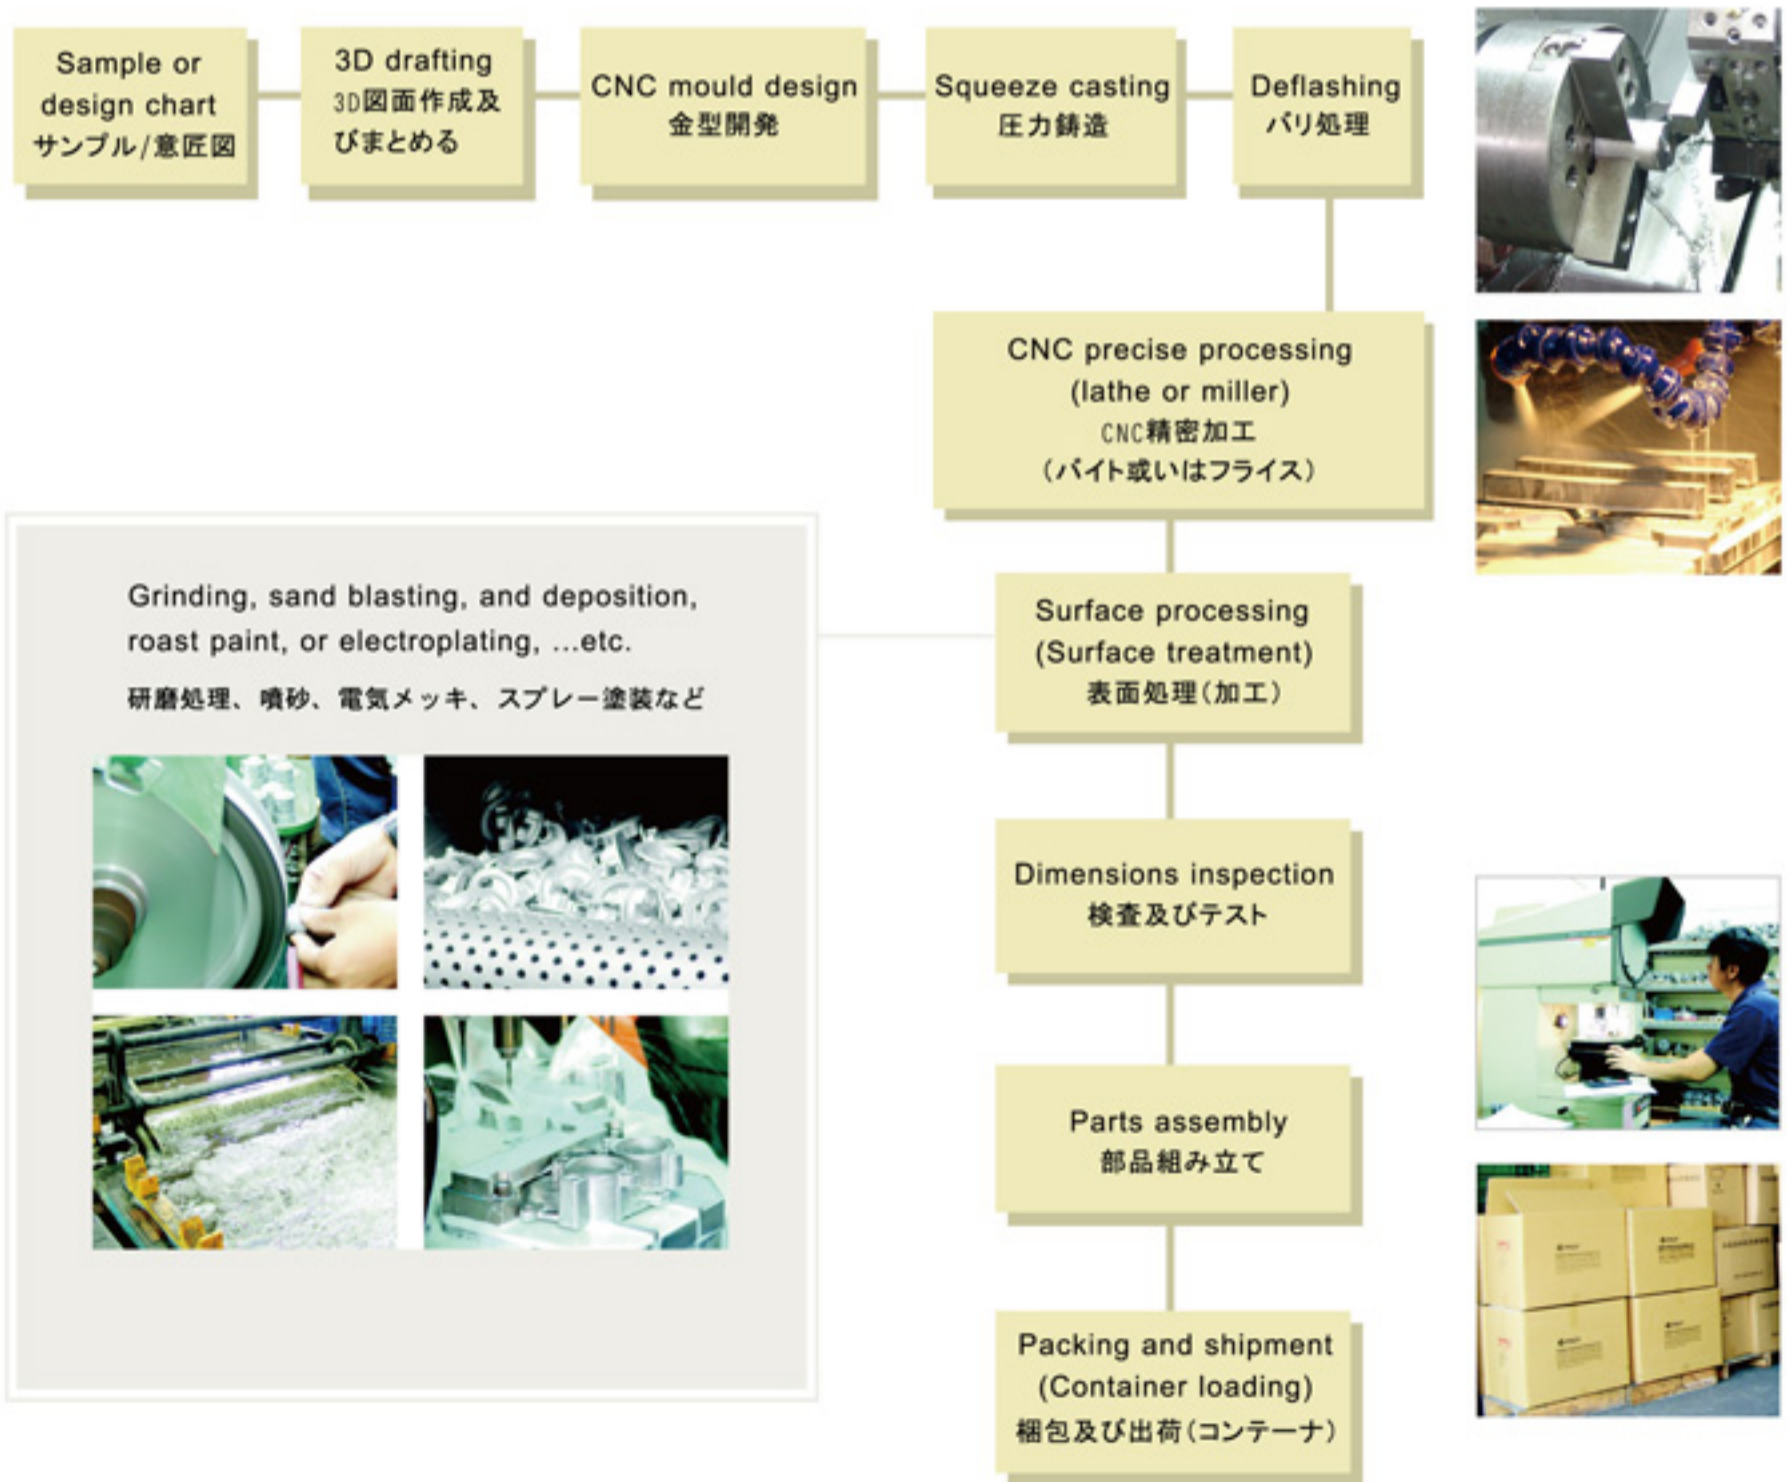 Sample or
design chart
サンプル/意匠図
3D drafting
3D図面作成及
びまとめる
CNC mould design
金型開発
Squeeze casting
圧力鋳造
Deflashing
バリ処理
CNC precise processing
(lathe or miller)
CNC精密加工
(バイト或いはフライス)
Grinding, sand blasting, and deposition,
roast paint, or electroplating, ...etc.
研磨処理、噴砂、電気メッキ、スプレー塗装など
Surface processing
(Surface treatment)
表面処理(加工)
Dimensions inspection
検査及びテスト
Parts assembly
部品組み立て
Packing and shipment
(Container loading)
梱包及び出荷(コンテーナ)